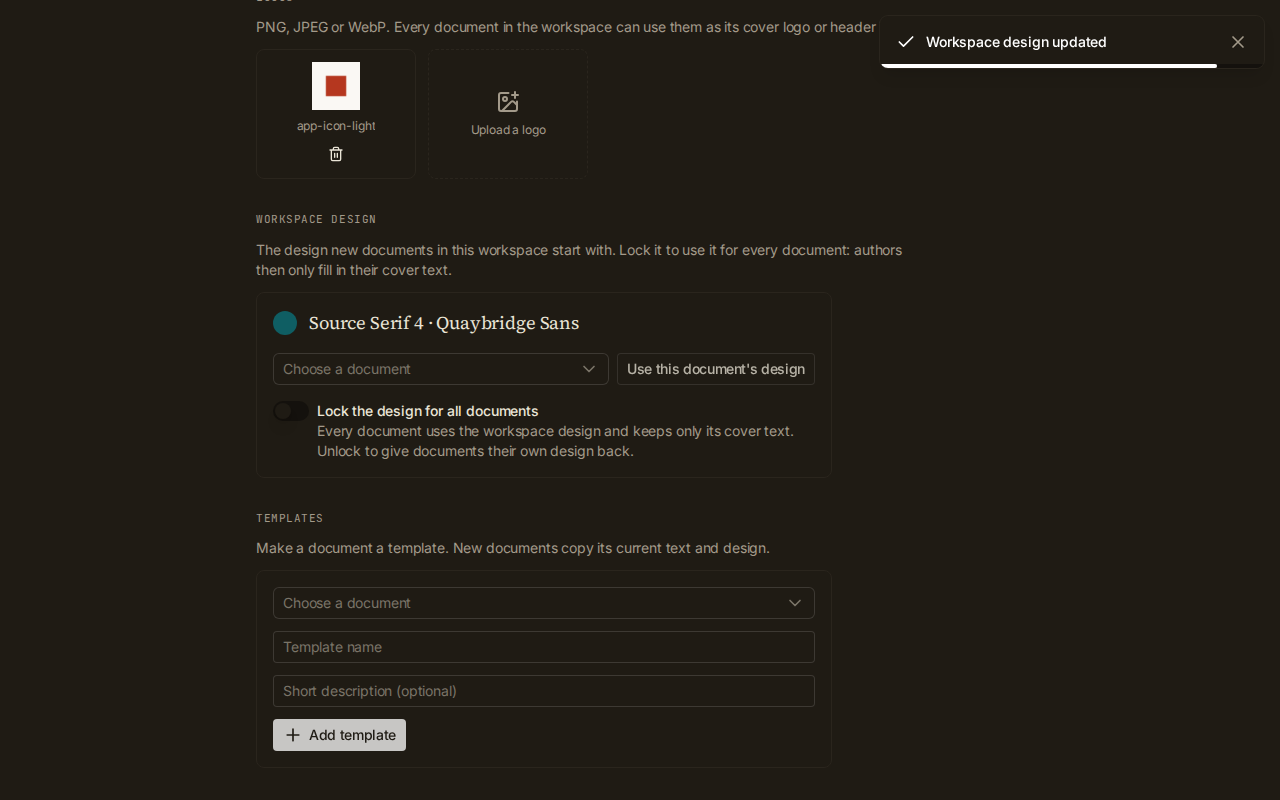 PNG, JPEG or WebP. Every document in the workspace can use them as its cover logo or header
Workspace design updated
app-icon-light
Upload a logo
WORKSPACE DESIGN
The design new documents in this workspace start with. Lock it to use it for every document: authors
then only fill in their cover text.
Source Serif 4 · Quaybridge Sans
Choose a document
Use this document's design
Lock the design for all documents
Every document uses the workspace design and keeps only its cover text.
Unlock to give documents their own design back.
TEMPLATES
Make a document a template. New documents copy its current text and design.
Choose a document
Template name
Short description (optional)
Add template